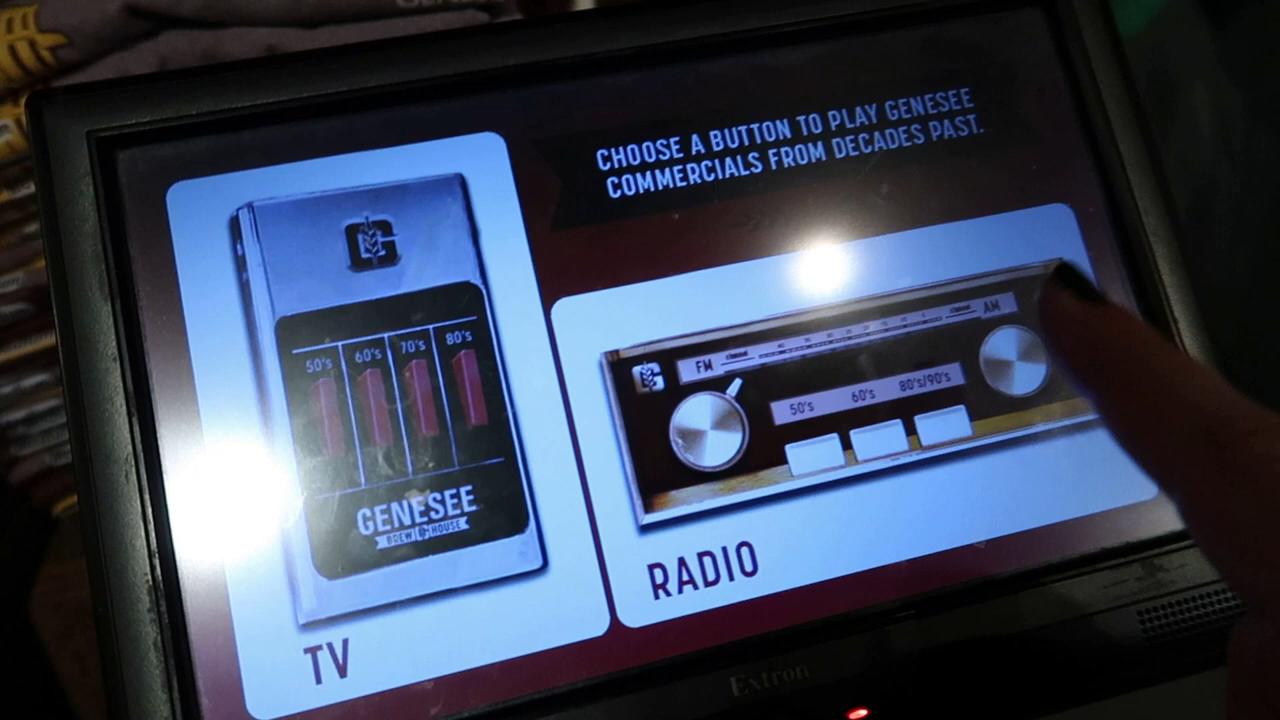 CHOOSE A BUTTON TO PLAY GENESEE
COMMERCIALS FROM DECADES PAST.
50's 60's 70's 80's
GENESEE
BREW HOUSE
TV
FM AM
50's 60's 80's/90's
RADIO
Extron